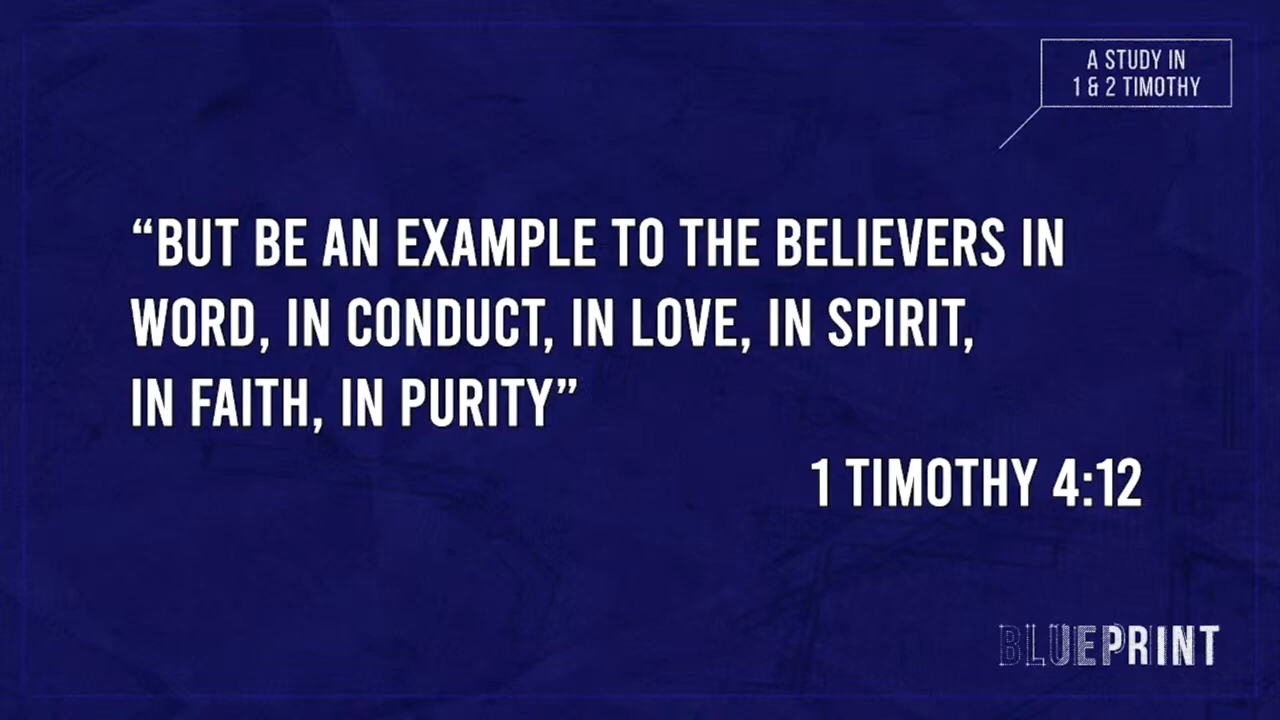 A STUDY IN
1 & 2 TIMOTHY
“BUT BE AN EXAMPLE TO THE BELIEVERS IN
WORD, IN CONDUCT, IN LOVE, IN SPIRIT,
IN FAITH, IN PURITY”
1 TIMOTHY 4:12
BLUEPRINT